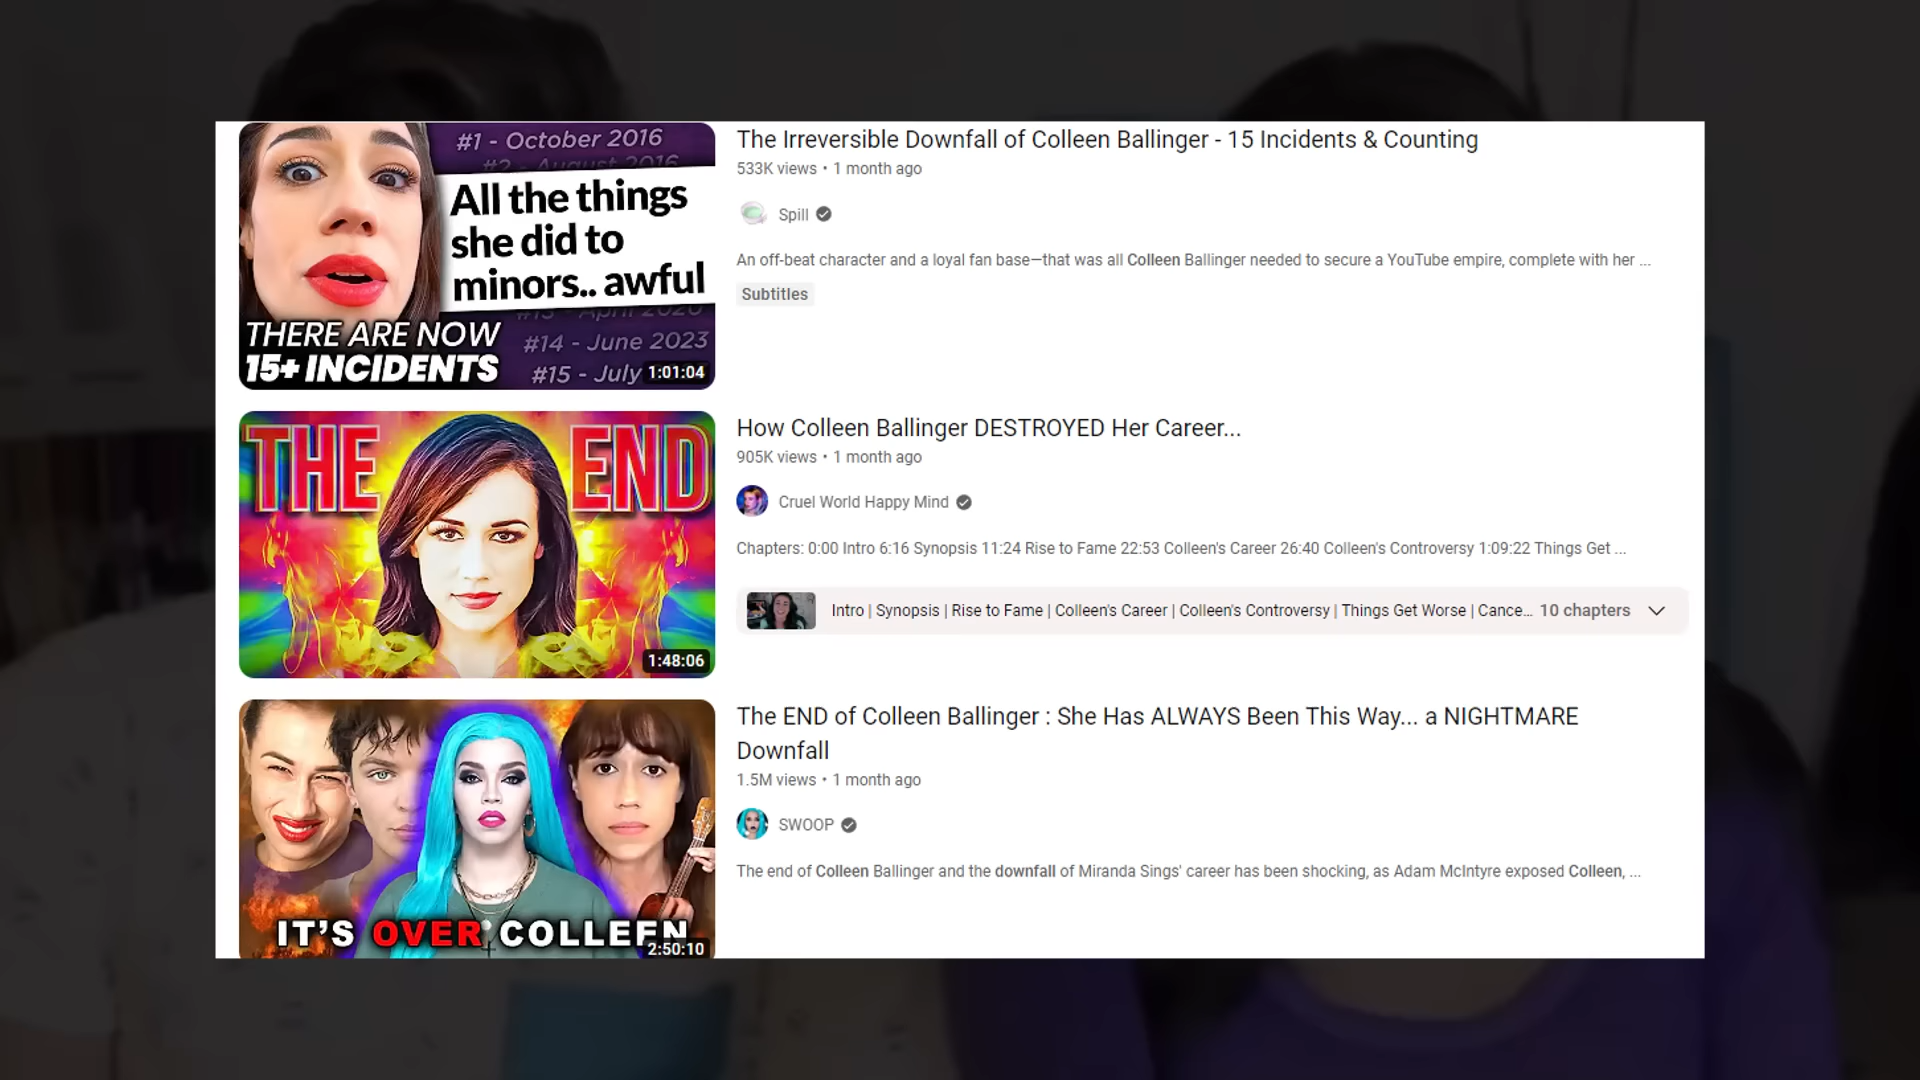 #1 - October 2016
#2 - August 2016
All the things
she did to
minors.. awful
#13 - April 2020
THERE ARE NOW
15+ INCIDENTS
#14 - June 2023
#15 - July
1:01:04
The Irreversible Downfall of Colleen Ballinger - 15 Incidents & Counting
533K views • 1 month ago
Spill
An off-beat character and a loyal fan base—that was all Colleen Ballinger needed to secure a YouTube empire, complete with her ...
Subtitles
THE END
1:48:06
How Colleen Ballinger DESTROYED Her Career...
905K views • 1 month ago
Cruel World Happy Mind
Chapters: 0:00 Intro 6:16 Synopsis 11:24 Rise to Fame 22:53 Colleen's Career 26:40 Colleen's Controversy 1:09:22 Things Get ...
Intro | Synopsis | Rise to Fame | Colleen's Career | Colleen's Controversy | Things Get Worse | Cance... 10 chapters
IT'S OVER COLLEEN
2:50:10
The END of Colleen Ballinger : She Has ALWAYS Been This Way... a NIGHTMARE
Downfall
1.5M views • 1 month ago
SWOOP
The end of Colleen Ballinger and the downfall of Miranda Sings' career has been shocking, as Adam McIntyre exposed Colleen, ...